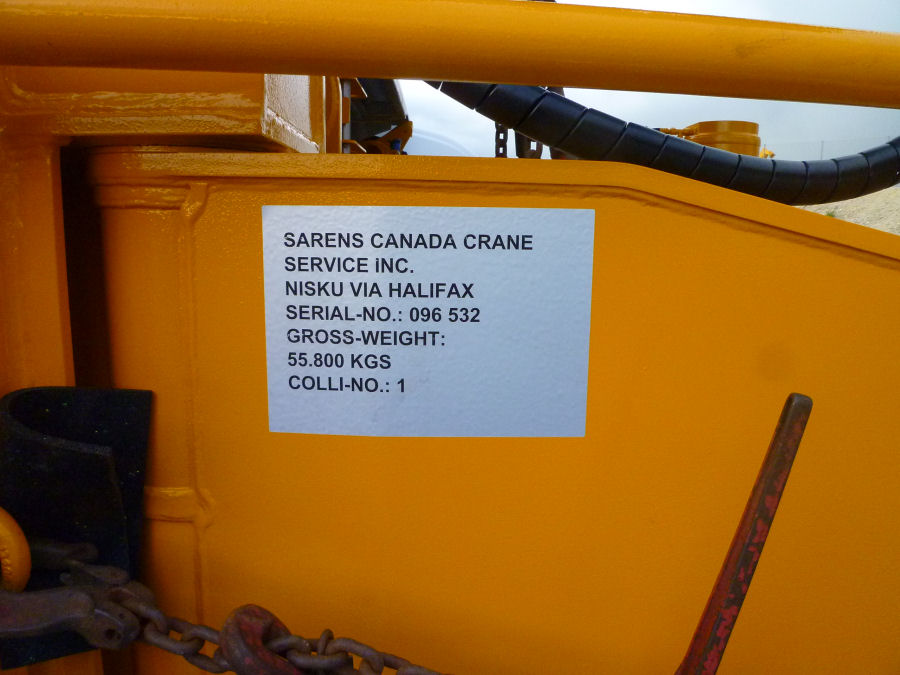 SARENS CANADA CRANE
SERVICE iNC.
NISKU VIA HALIFAX
SERIAL-NO.: 096 532
GROSS-WEIGHT:
55.800 KGS
COLLI-NO.: 1